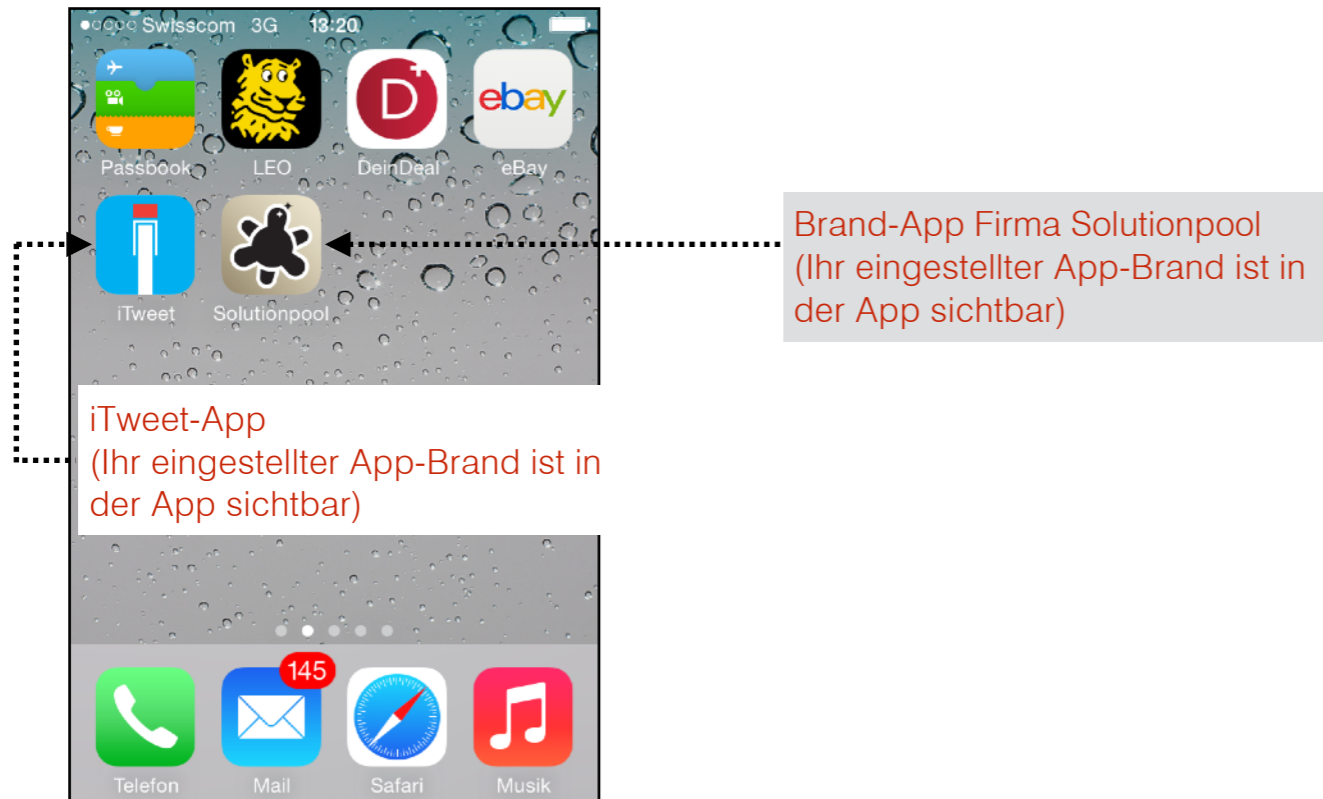 Swisscom 3G 13:20
ebay
Passbook LEO DeinDeal eBay
D
iTweet Solutionpool
Brand-App Firma Solutionpool
(Ihr eingestellter App-Brand ist in
der App sichtbar)
iTweet-App
(Ihr eingestellter App-Brand ist in
der App sichtbar)
145
Telefon Mail Safari Musik